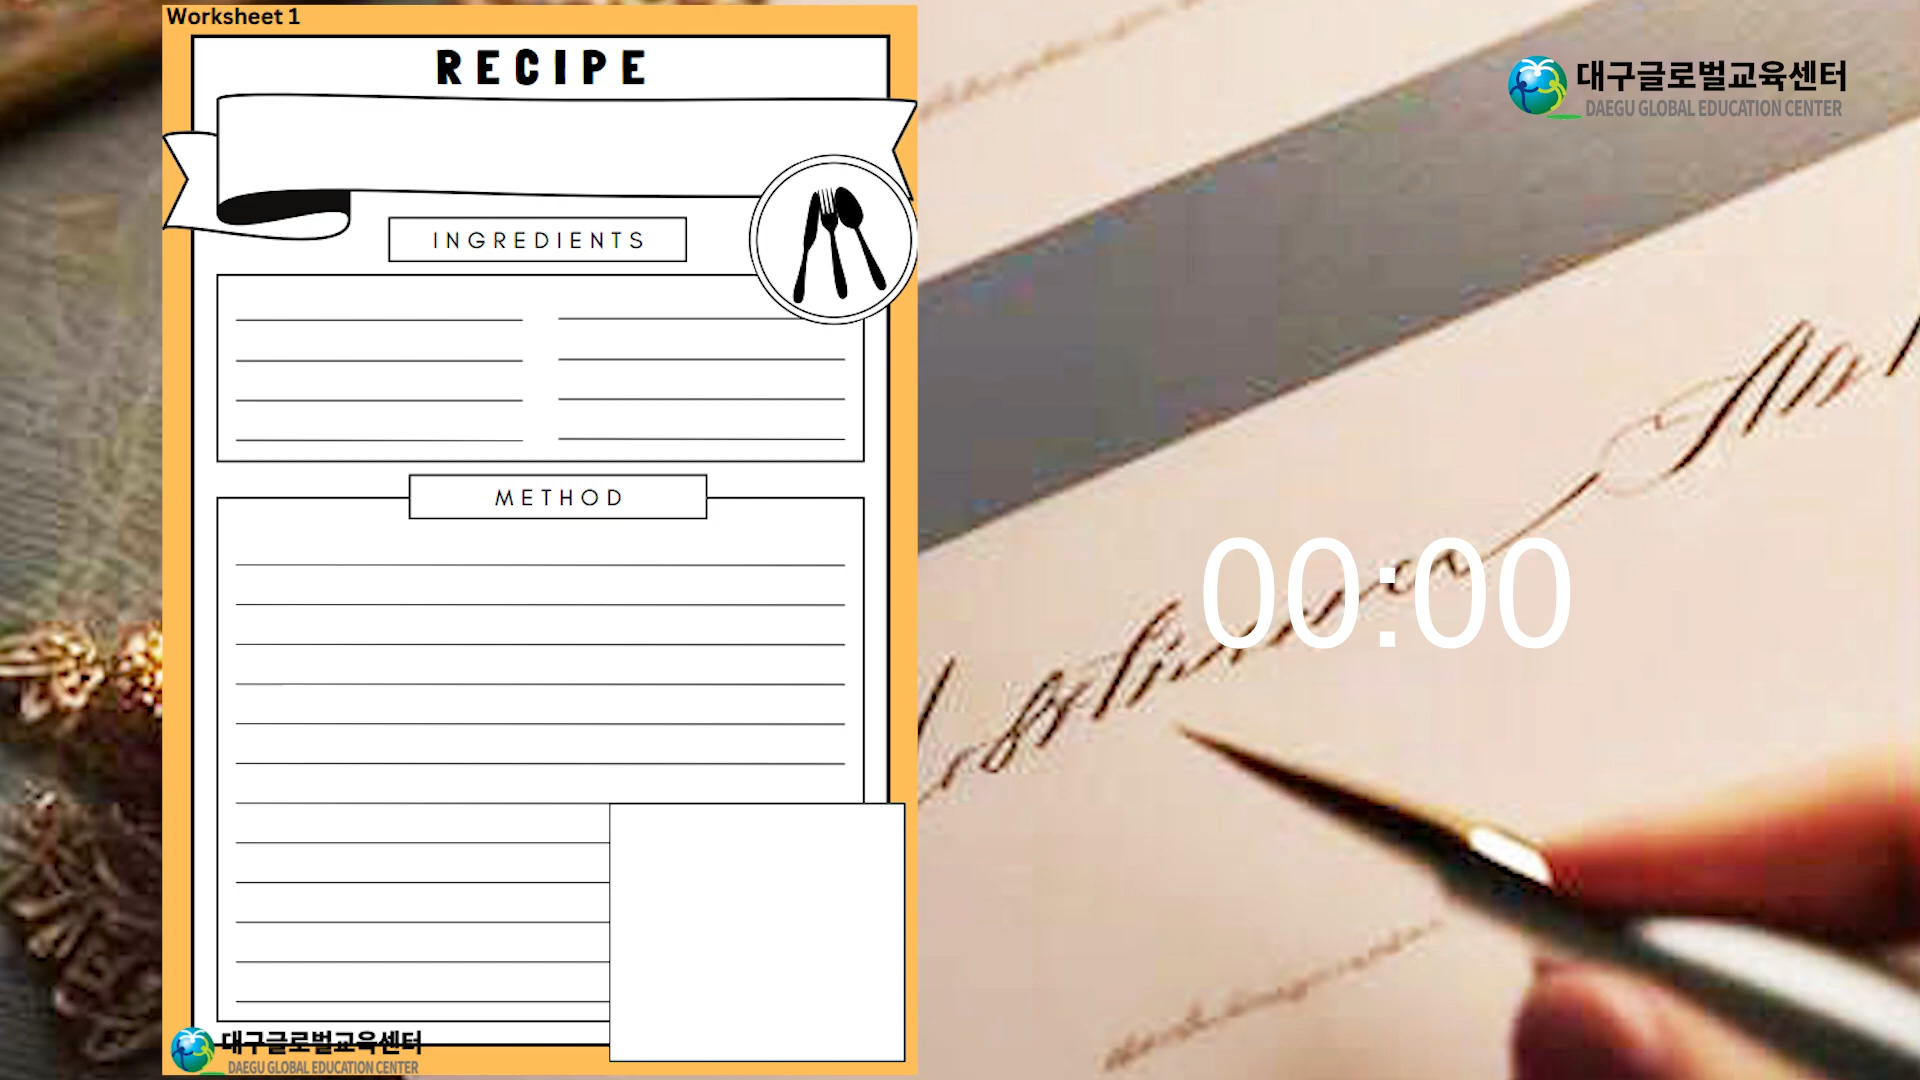 Worksheet 1
RECIPE
INGREDIENTS
METHOD
대구글로벌교육센터
DAEGU GLOBAL EDUCATION CENTER
대구글로벌교육센터
DAEGU GLOBAL EDUCATION CENTER
00:00